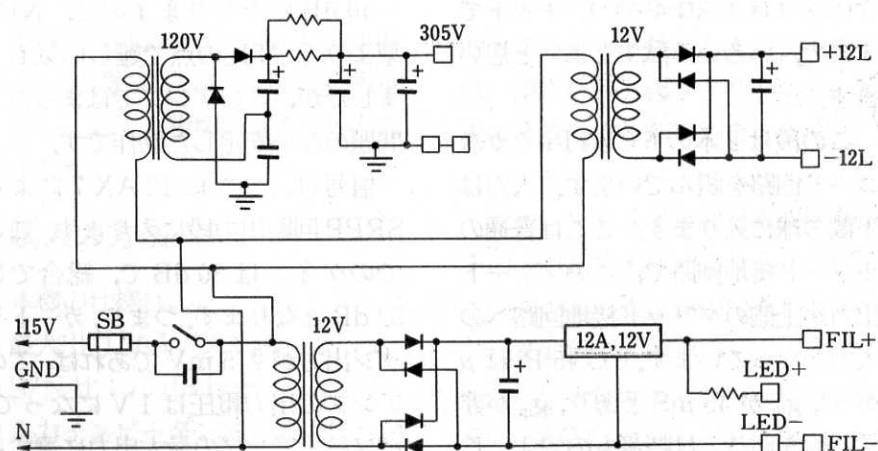 120V
305V
12V
+12L
−12L
115V
SB
12V
12A, 12V
FIL+
GND
LED+
N
LED−
FIL−